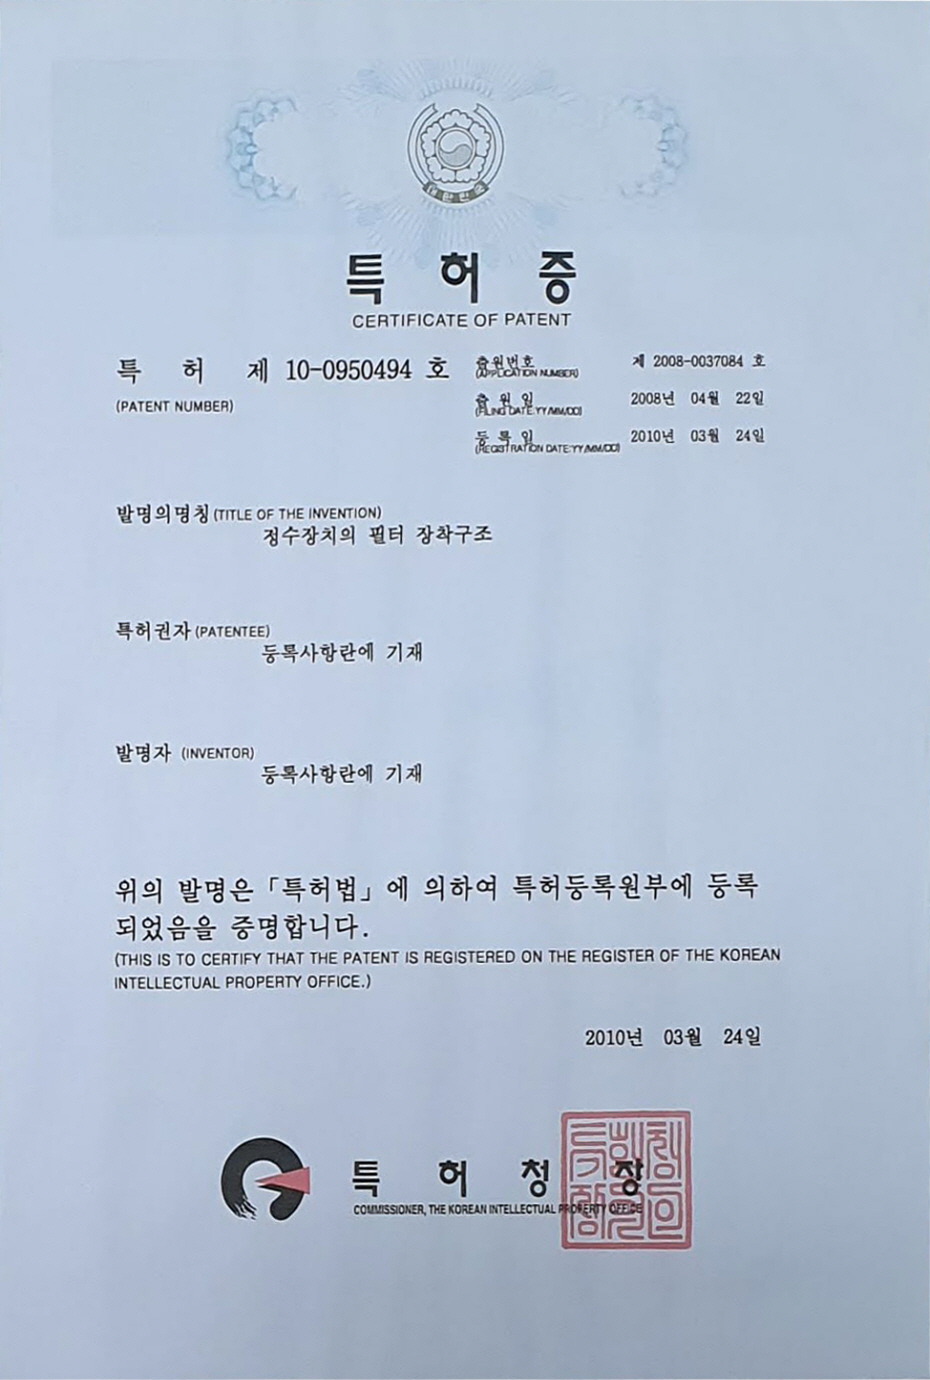 대한민국
특 허 증
CERTIFICATE OF PATENT
특 허 제 10-0950494 호
(PATENT NUMBER)
출원번호 제 2008-0037084 호
(APPLICATION NUMBER)
출 원 일 2008년 04월 22일
(FILING DATE:YY/MM/DD)
등 록 일 2010년 03월 24일
(REGISTRATION DATE:YY/MM/DD)
발명의명칭 (TITLE OF THE INVENTION)
정수장치의 필터 장착구조
특허권자 (PATENTEE)
등록사항란에 기재
발명자 (INVENTOR)
등록사항란에 기재
위의 발명은 「특허법」에 의하여 특허등록원부에 등록
되었음을 증명합니다.
(THIS IS TO CERTIFY THAT THE PATENT IS REGISTERED ON THE REGISTER OF THE KOREAN
INTELLECTUAL PROPERTY OFFICE.)
2010년 03월 24일
특 허 청 장
COMMISSIONER, THE KOREAN INTELLECTUAL PROPERTY OFFICE